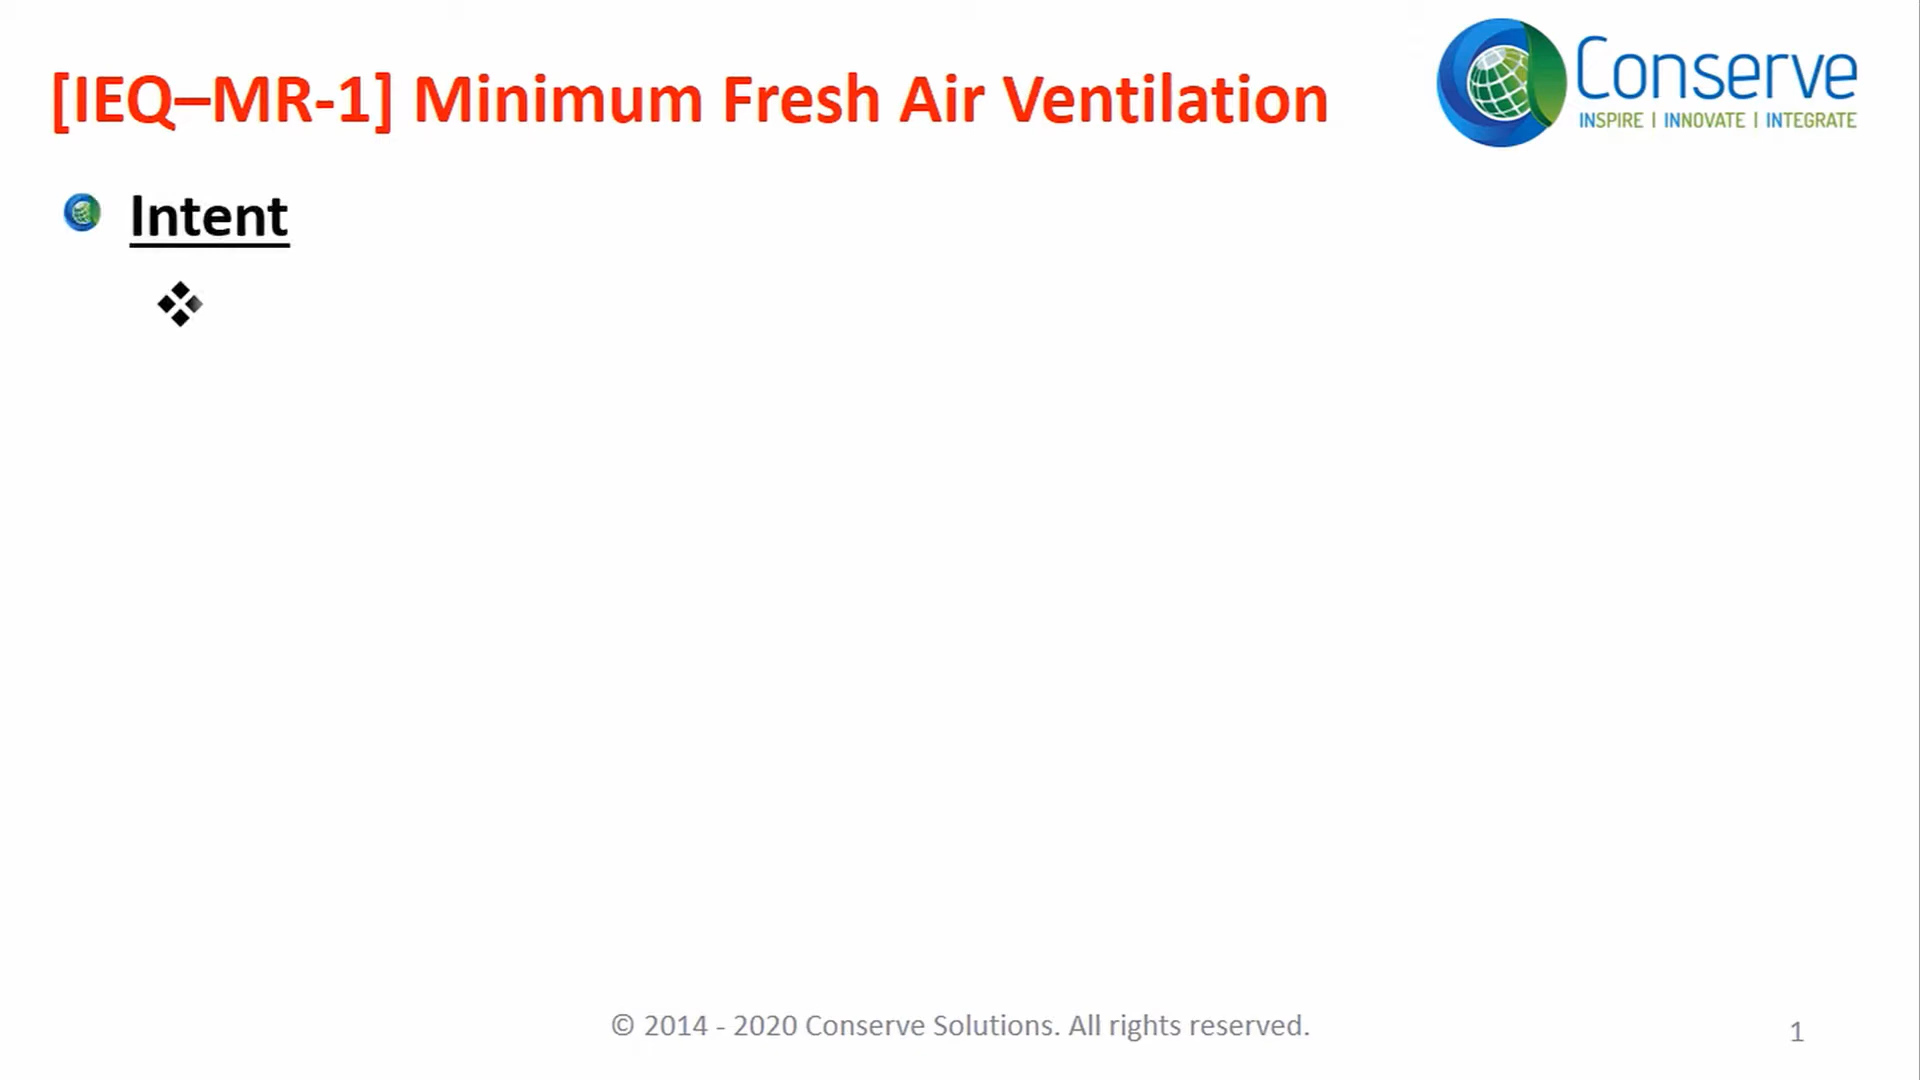 [IEQ–MR-1] Minimum Fresh Air Ventilation
Conserve
INSPIRE | INNOVATE | INTEGRATE
Intent
© 2014 - 2020 Conserve Solutions. All rights reserved.
1